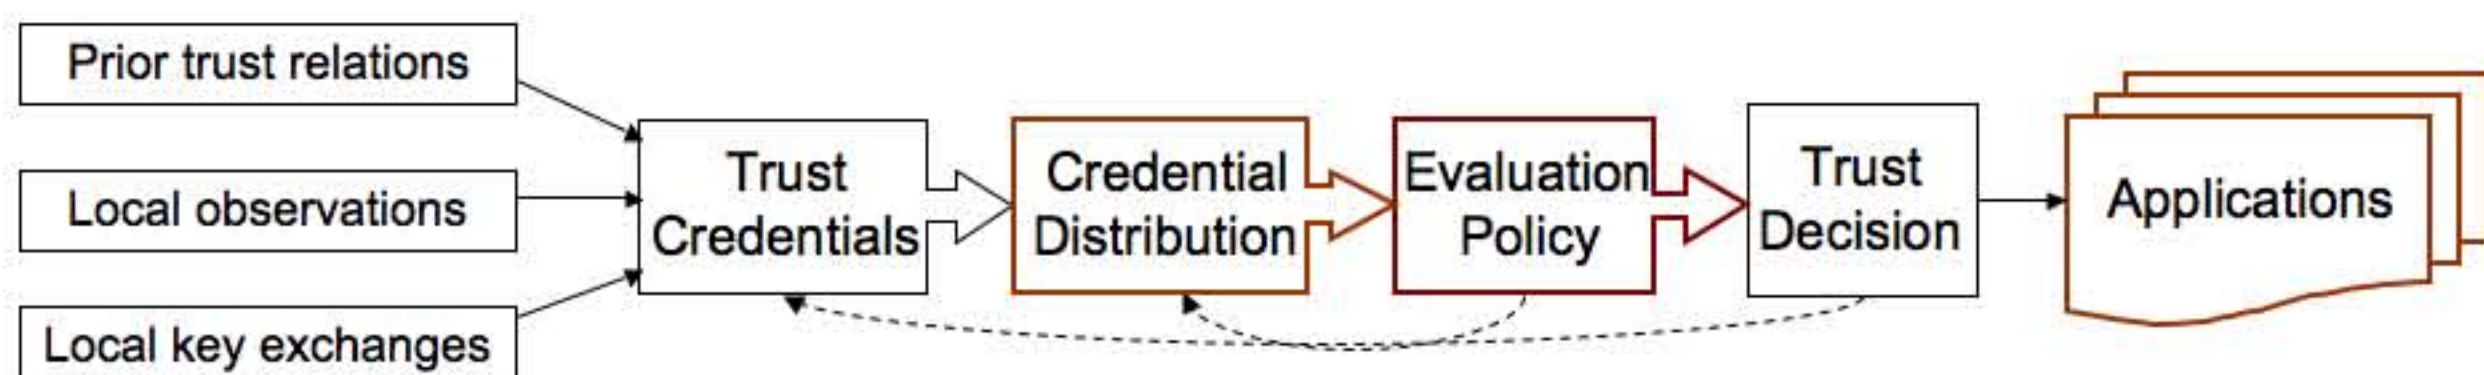 Prior trust relations
Local observations
Local key exchanges
Trust
Credentials
Credential
Distribution
Evaluation
Policy
Trust
Decision
Applications